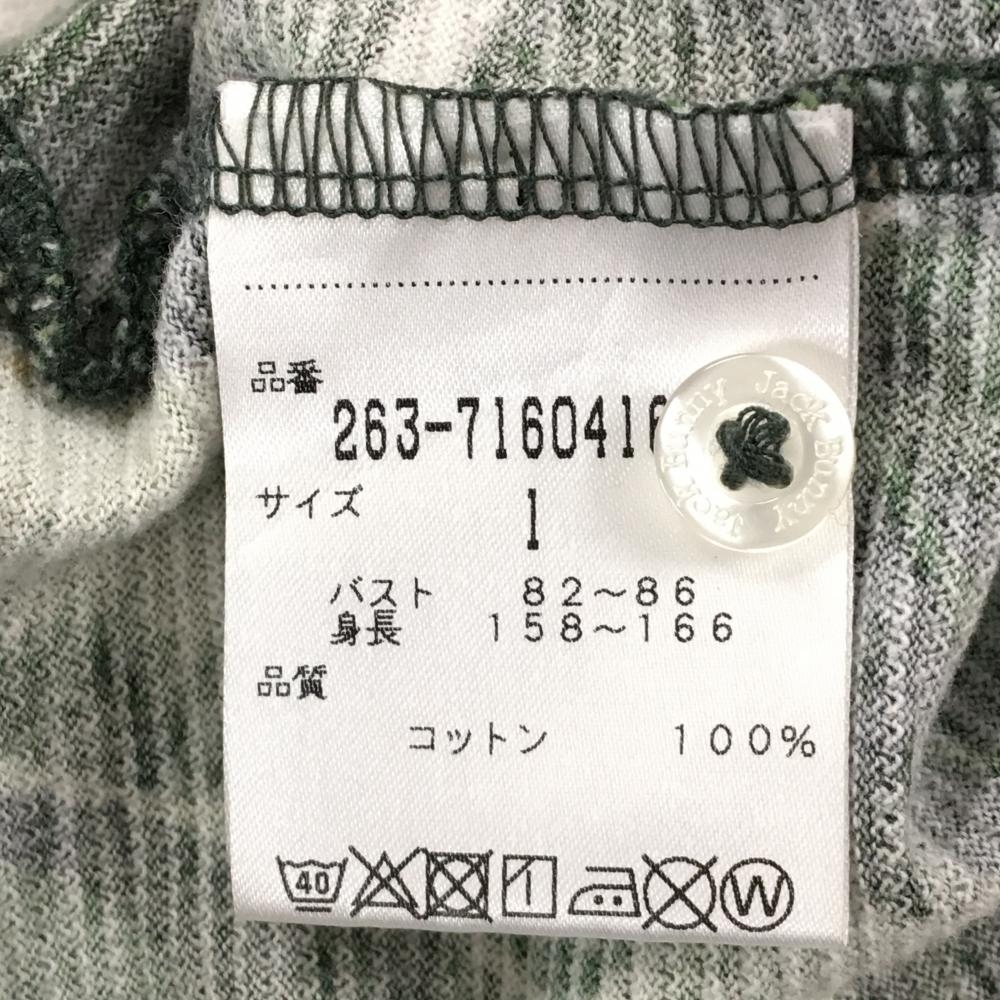 品番
263-7160416
サイズ 1
バスト 82～86
身長 158～166
品質
コットン 100%
40 W
Jack Bunny Jack Bunny